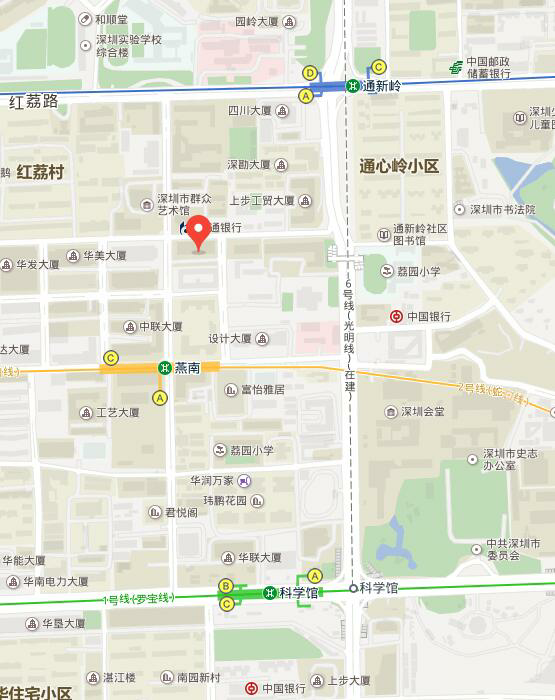 和顺堂
园岭大厦
深圳实验学校
综合楼
D
C
中国邮政
储蓄银行
A
通新岭
红荔路
四川大厦
深圳少
儿童医
深勘大厦
通心岭小区
鹅
红荔村
深圳市群众
艺术馆
上步工贸大厦
深圳市书法院
通银行
通新岭社区
图书馆
华美大厦
华发大厦
荔园小学
6号线(光明线)(在建)
中国银行
中联大厦
设计大厦
达大厦
C
线)
燕南
2号线(蛇口线)
富怡雅居
A
工艺大厦
深圳会堂
荔园小学
深圳市史志
办公室
华润万家
玮鹏花园
君悦阁
中共深圳市
委员会
华能大厦
华联大厦
华南电力大厦
A
B
科学馆
科学馆
1号线(罗宝线)
C
华垦大厦
湛江楼
南园新村
上步大厦
中国银行
华住宅小区